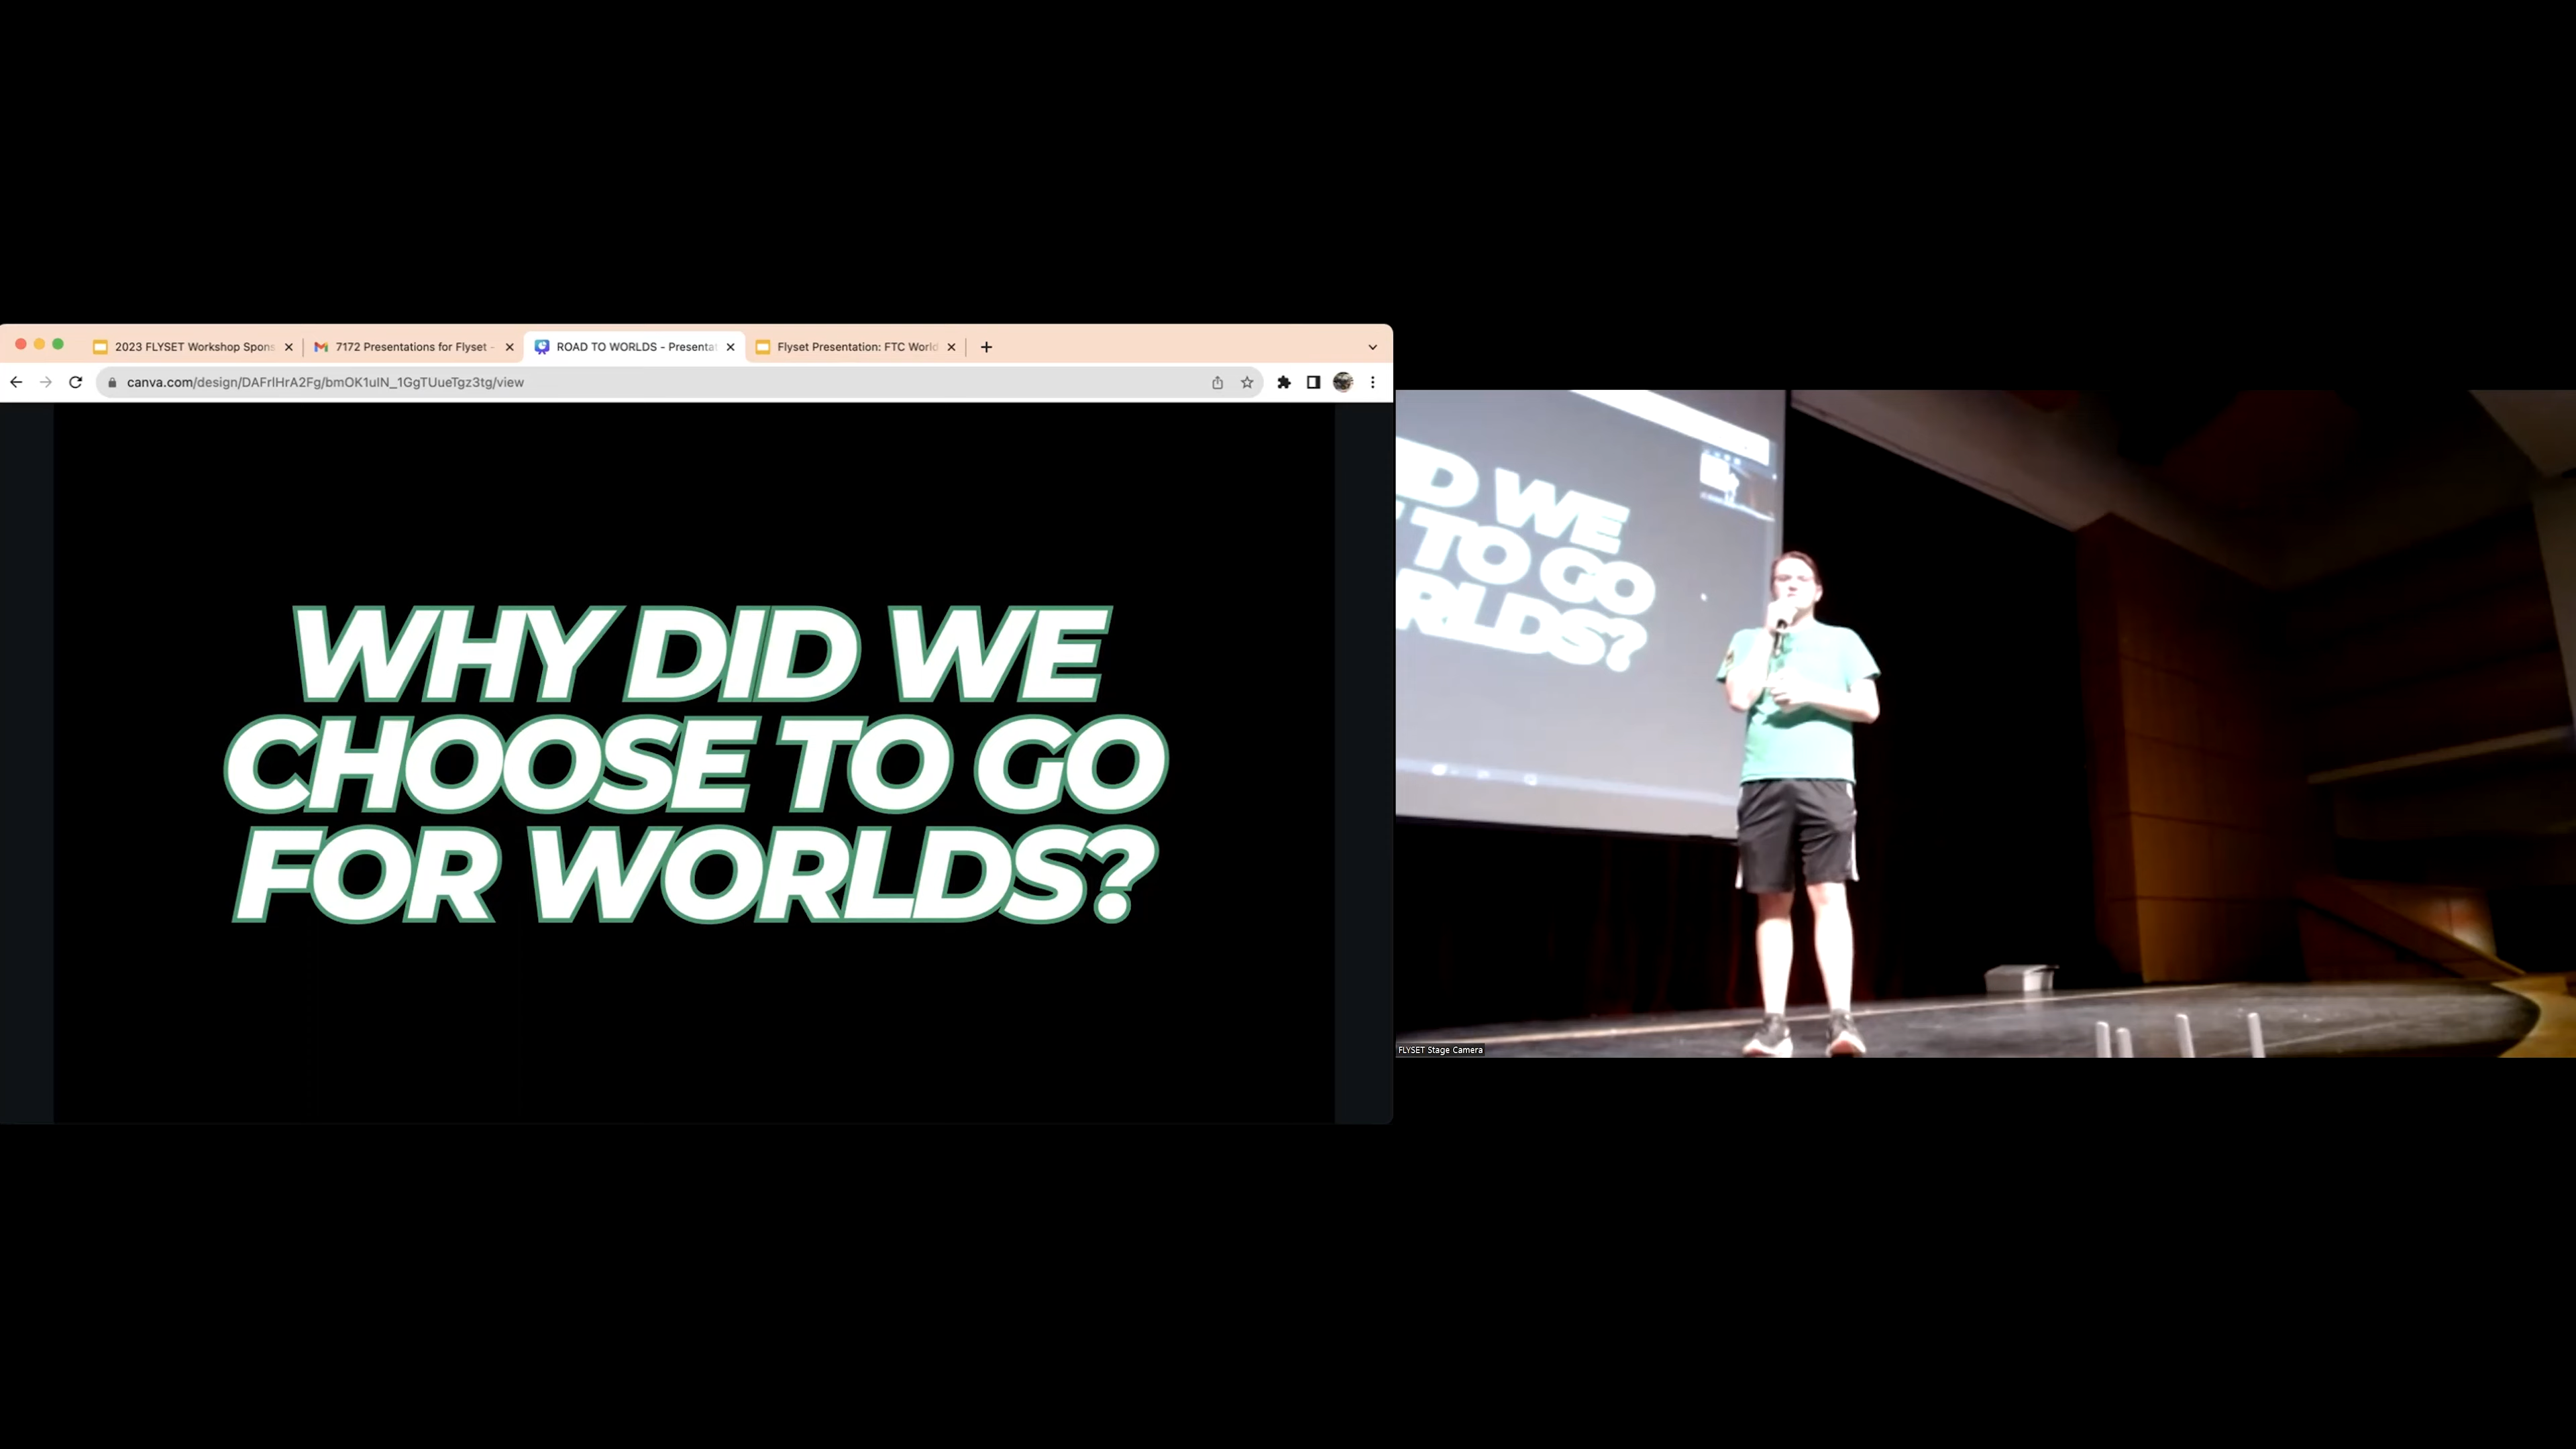 2023 FLYSET Workshop Spons
7172 Presentations for Flyset -
ROAD TO WORLDS - Presentat
Flyset Presentation: FTC World
canva.com/design/DAFrlHrA2Fg/bmOK1uIN_1GgTUueTgz3tg/view
WHY DID WE
CHOOSE TO GO
FOR WORLDS?
D WE
TO GO
RLDS?
FLYSET Stage Camera